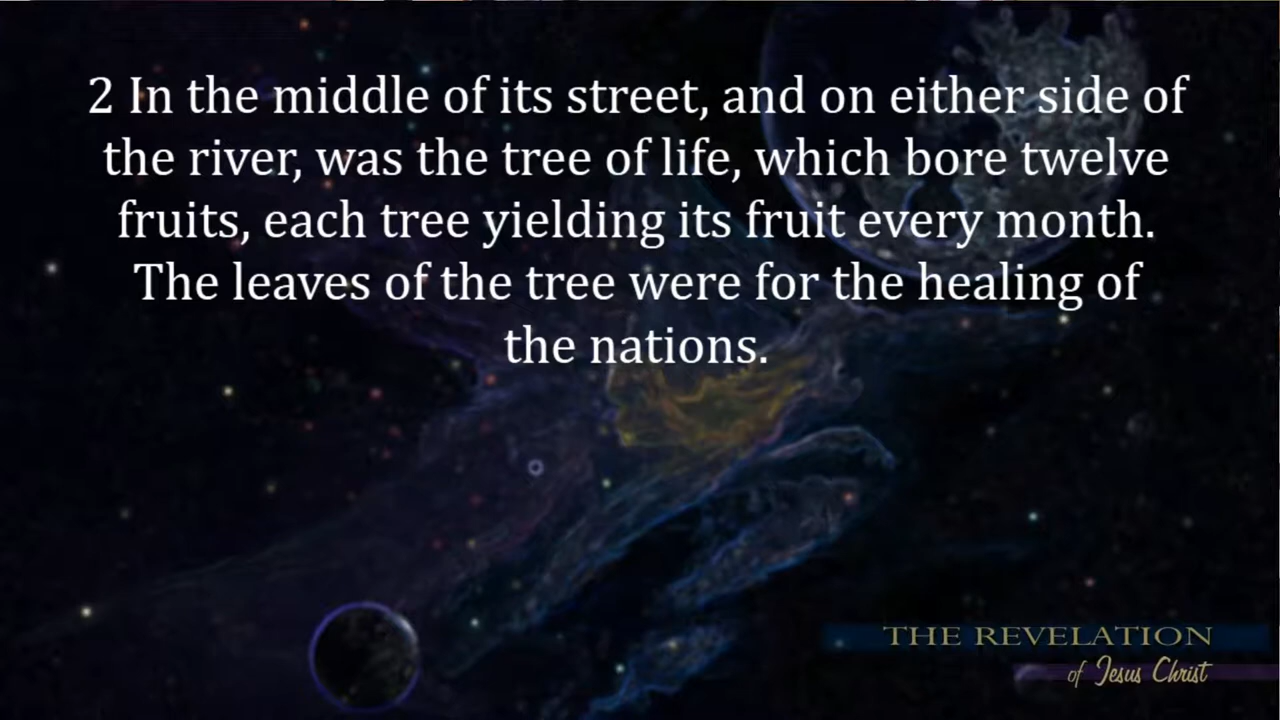 2 In the middle of its street, and on either side of
the river, was the tree of life, which bore twelve
fruits, each tree yielding its fruit every month.
The leaves of the tree were for the healing of
the nations.
THE REVELATION
of Jesus Christ